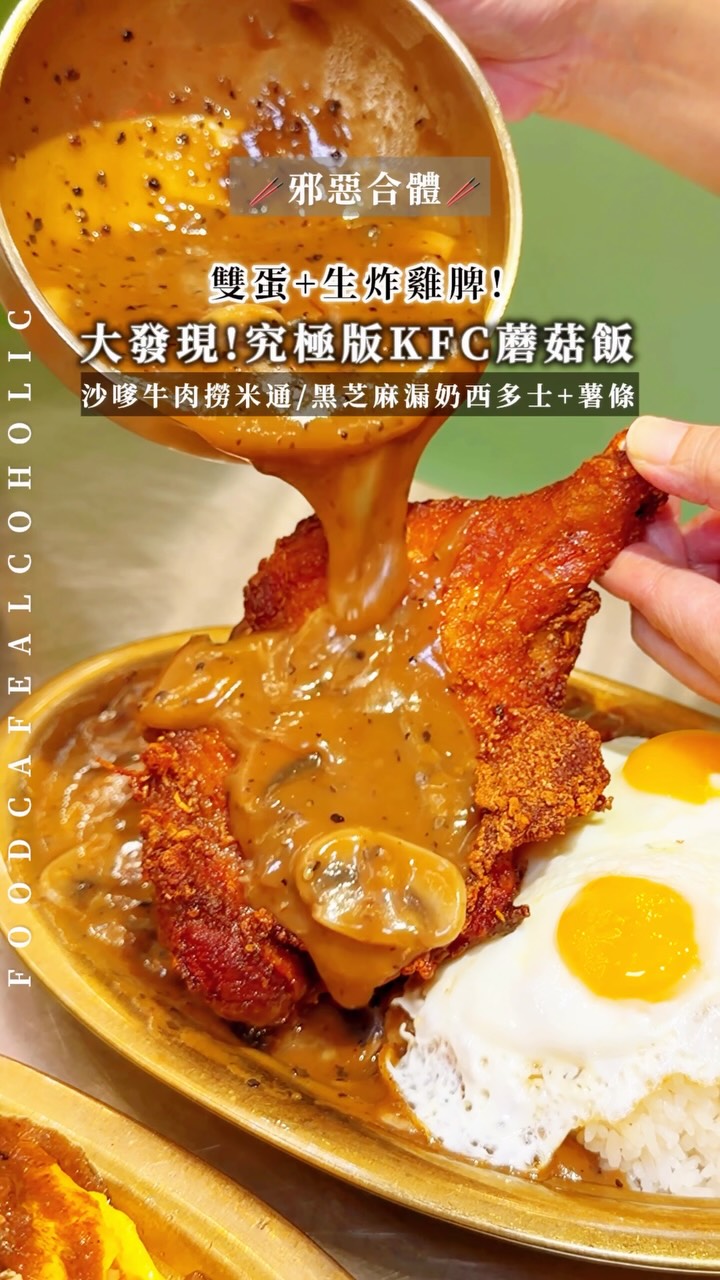 邪惡合體
雙蛋+生炸雞脾!
大發現!究極版KFC蘑菇飯
沙嗲牛肉撈米通/黑芝麻漏奶西多士+薯條
FOODCAFEALCOHOLIC